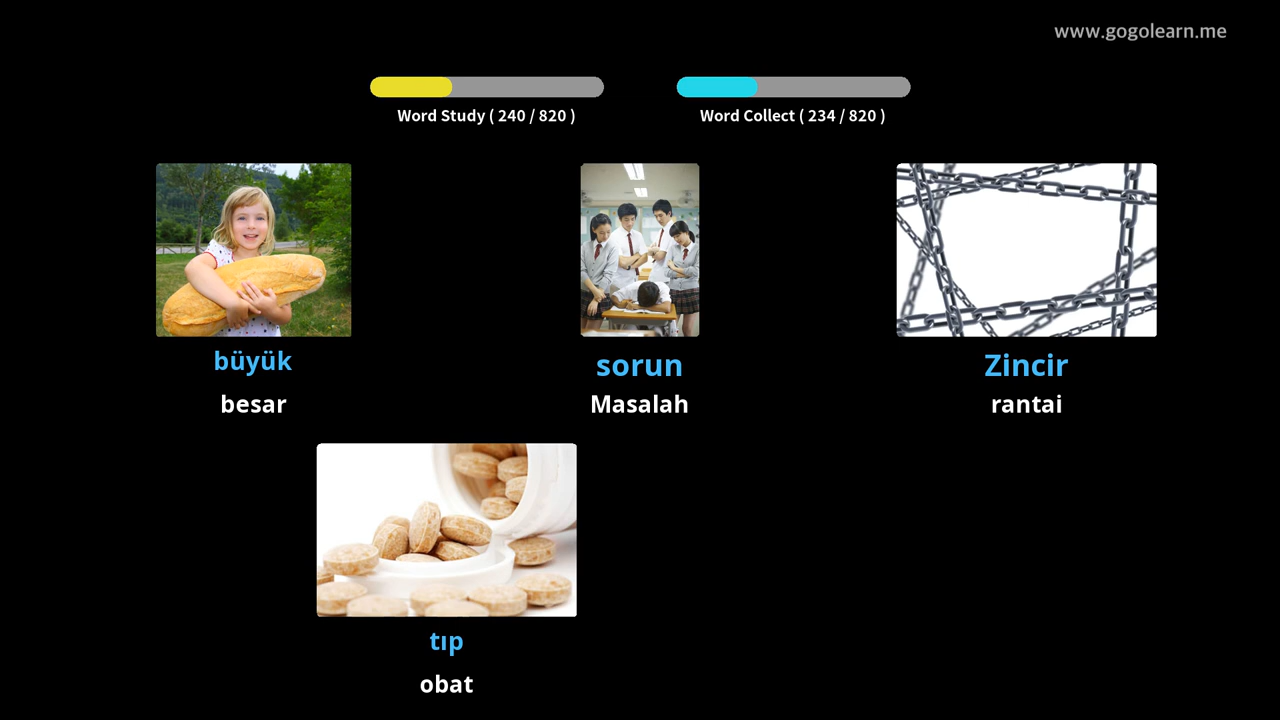 www.gogolearn.me
Word Study ( 240 / 820 )
Word Collect ( 234 / 820 )
büyük
sorun
Zincir
besar
Masalah
rantai
tıp
obat